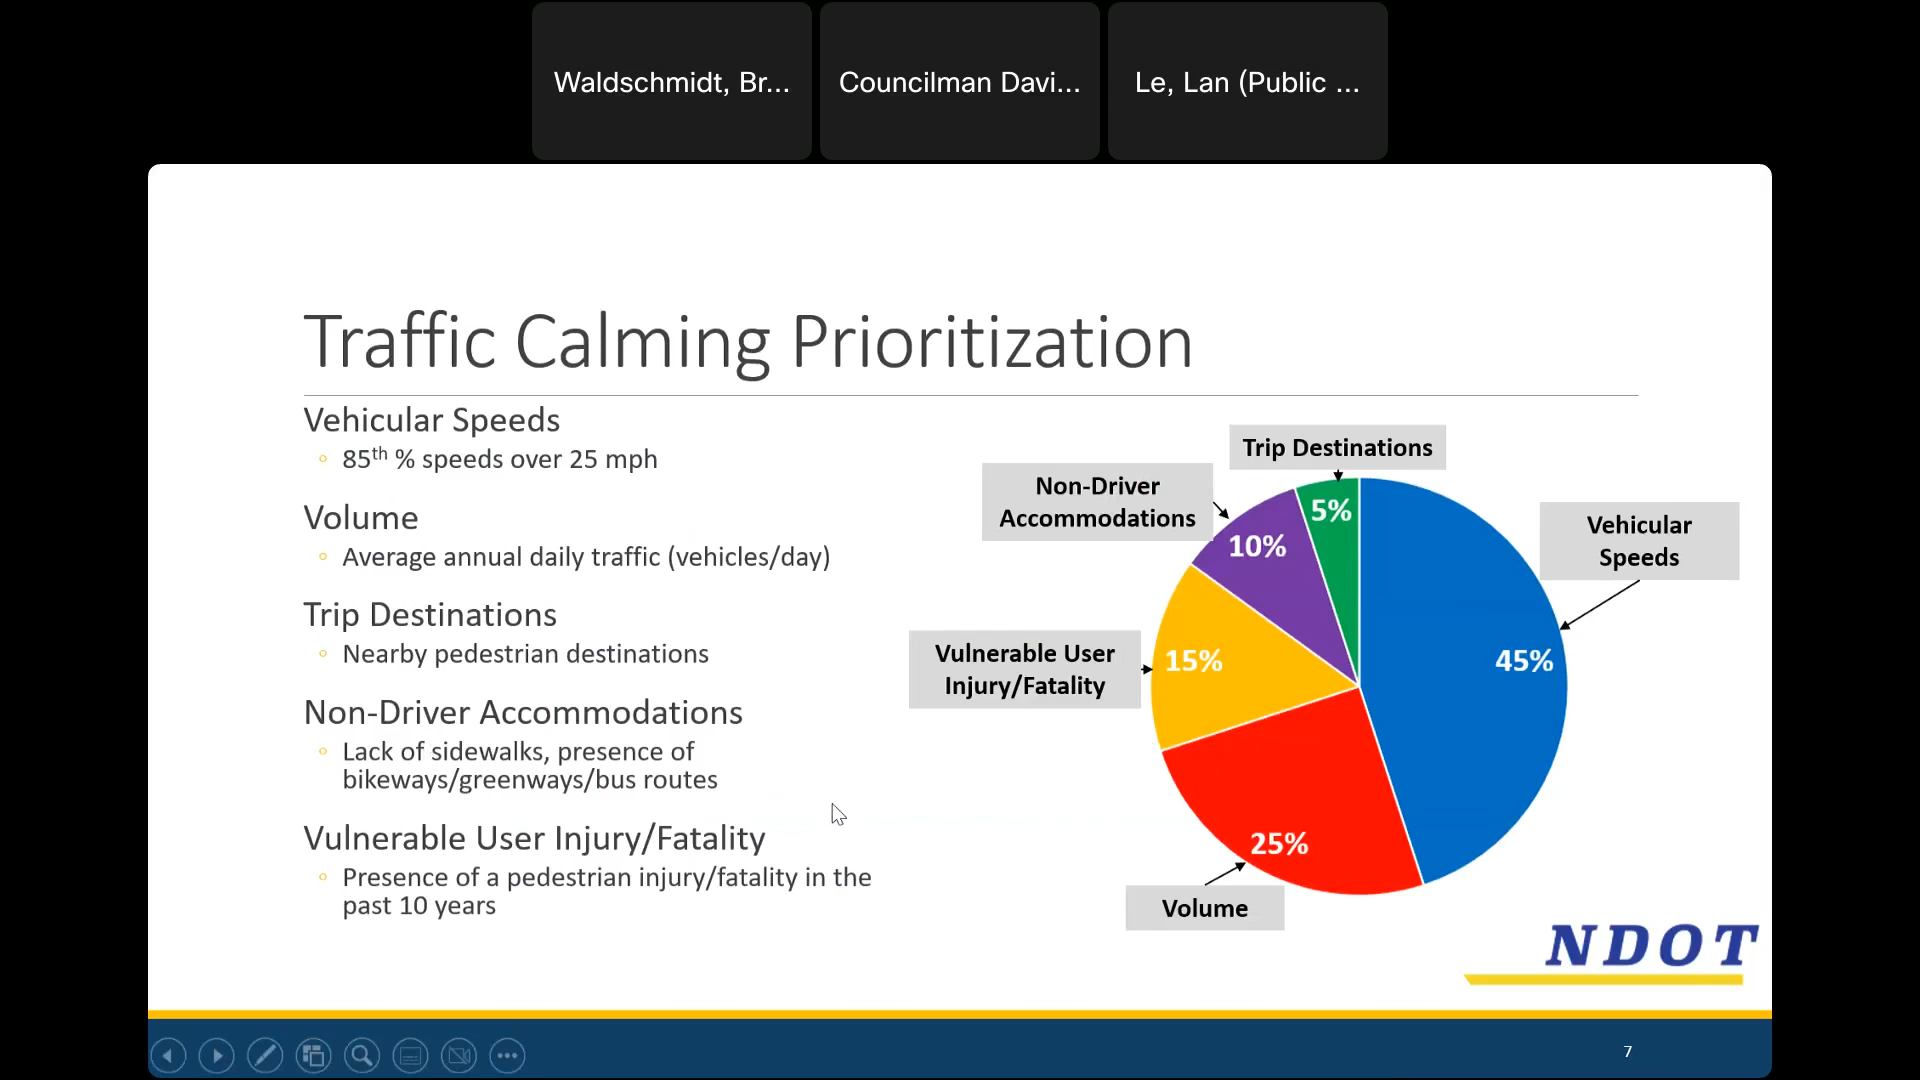 Waldschmidt, Br...
Councilman Davi...
Le, Lan (Public ...
Traffic Calming Prioritization
Vehicular Speeds
85th % speeds over 25 mph
Volume
Average annual daily traffic (vehicles/day)
Trip Destinations
Nearby pedestrian destinations
Non-Driver Accommodations
Lack of sidewalks, presence of
bikeways/greenways/bus routes
Vulnerable User Injury/Fatality
Presence of a pedestrian injury/fatality in the
past 10 years
Trip Destinations
Non-Driver
Accommodations
5%
10%
Vehicular
Speeds
Vulnerable User
Injury/Fatality
15%
45%
25%
Volume
NDOT
7